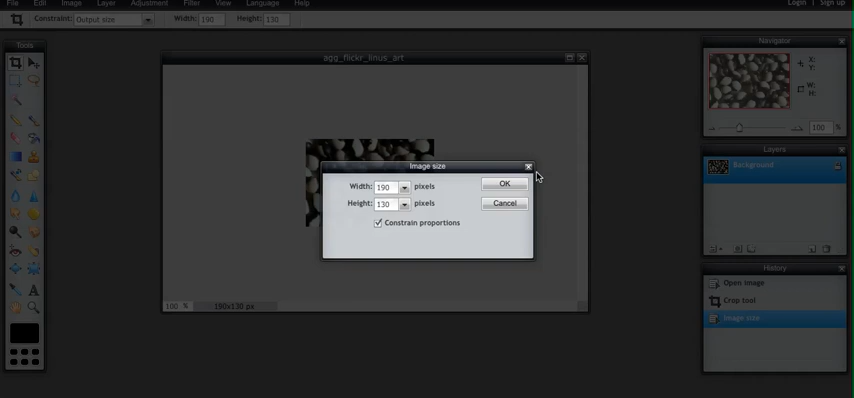 File Edit Image Layer Adjustment Filter View Language Help Login | Sign up
Constraint: Output size Width: 190 Height: 130
Tools
agg_flickr_linus_art
Image size
Width: 190 pixels
Height: 130 pixels
Constrain proportions
OK
Cancel
100 % 190x130 px
Navigator
X:
Y:
W:
H:
100 %
Layers
Background
History
Open image
Crop tool
Image size
A